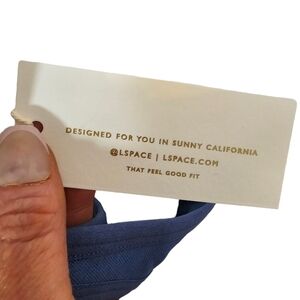 DESIGNED FOR YOU IN SUNNY CALIFORNIA
@LSPACE | LSPACE.COM
THAT FEEL GOOD FIT